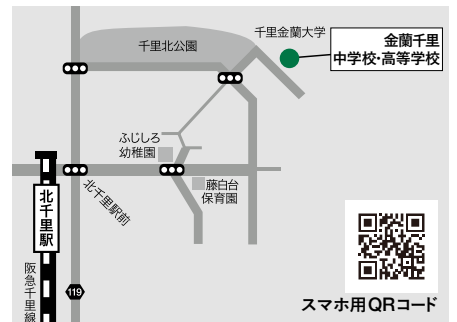 千里金蘭大学
金蘭千里
中学校・高等学校
千里北公園
ふじしろ
幼稚園
藤白台
保育園
北千里駅前
北千里駅
阪急千里線
119
スマホ用QRコード